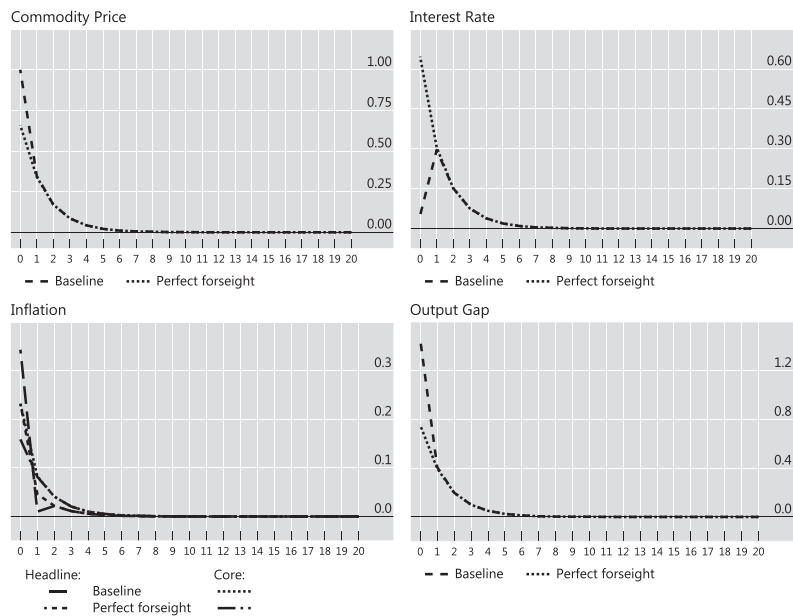 Commodity Price
1.00
0.75
0.50
0.25
0.00
0 1 2 3 4 5 6 7 8 9 10 11 12 13 14 15 16 17 18 19 20
Baseline Perfect forseight
Interest Rate
0.60
0.45
0.30
0.15
0.00
0 1 2 3 4 5 6 7 8 9 10 11 12 13 14 15 16 17 18 19 20
Baseline Perfect forseight
Inflation
0.3
0.2
0.1
0.0
0 1 2 3 4 5 6 7 8 9 10 11 12 13 14 15 16 17 18 19 20
Headline: Core:
Baseline
Perfect forseight
Output Gap
1.2
0.8
0.4
0.0
0 1 2 3 4 5 6 7 8 9 10 11 12 13 14 15 16 17 18 19 20
Baseline Perfect forseight